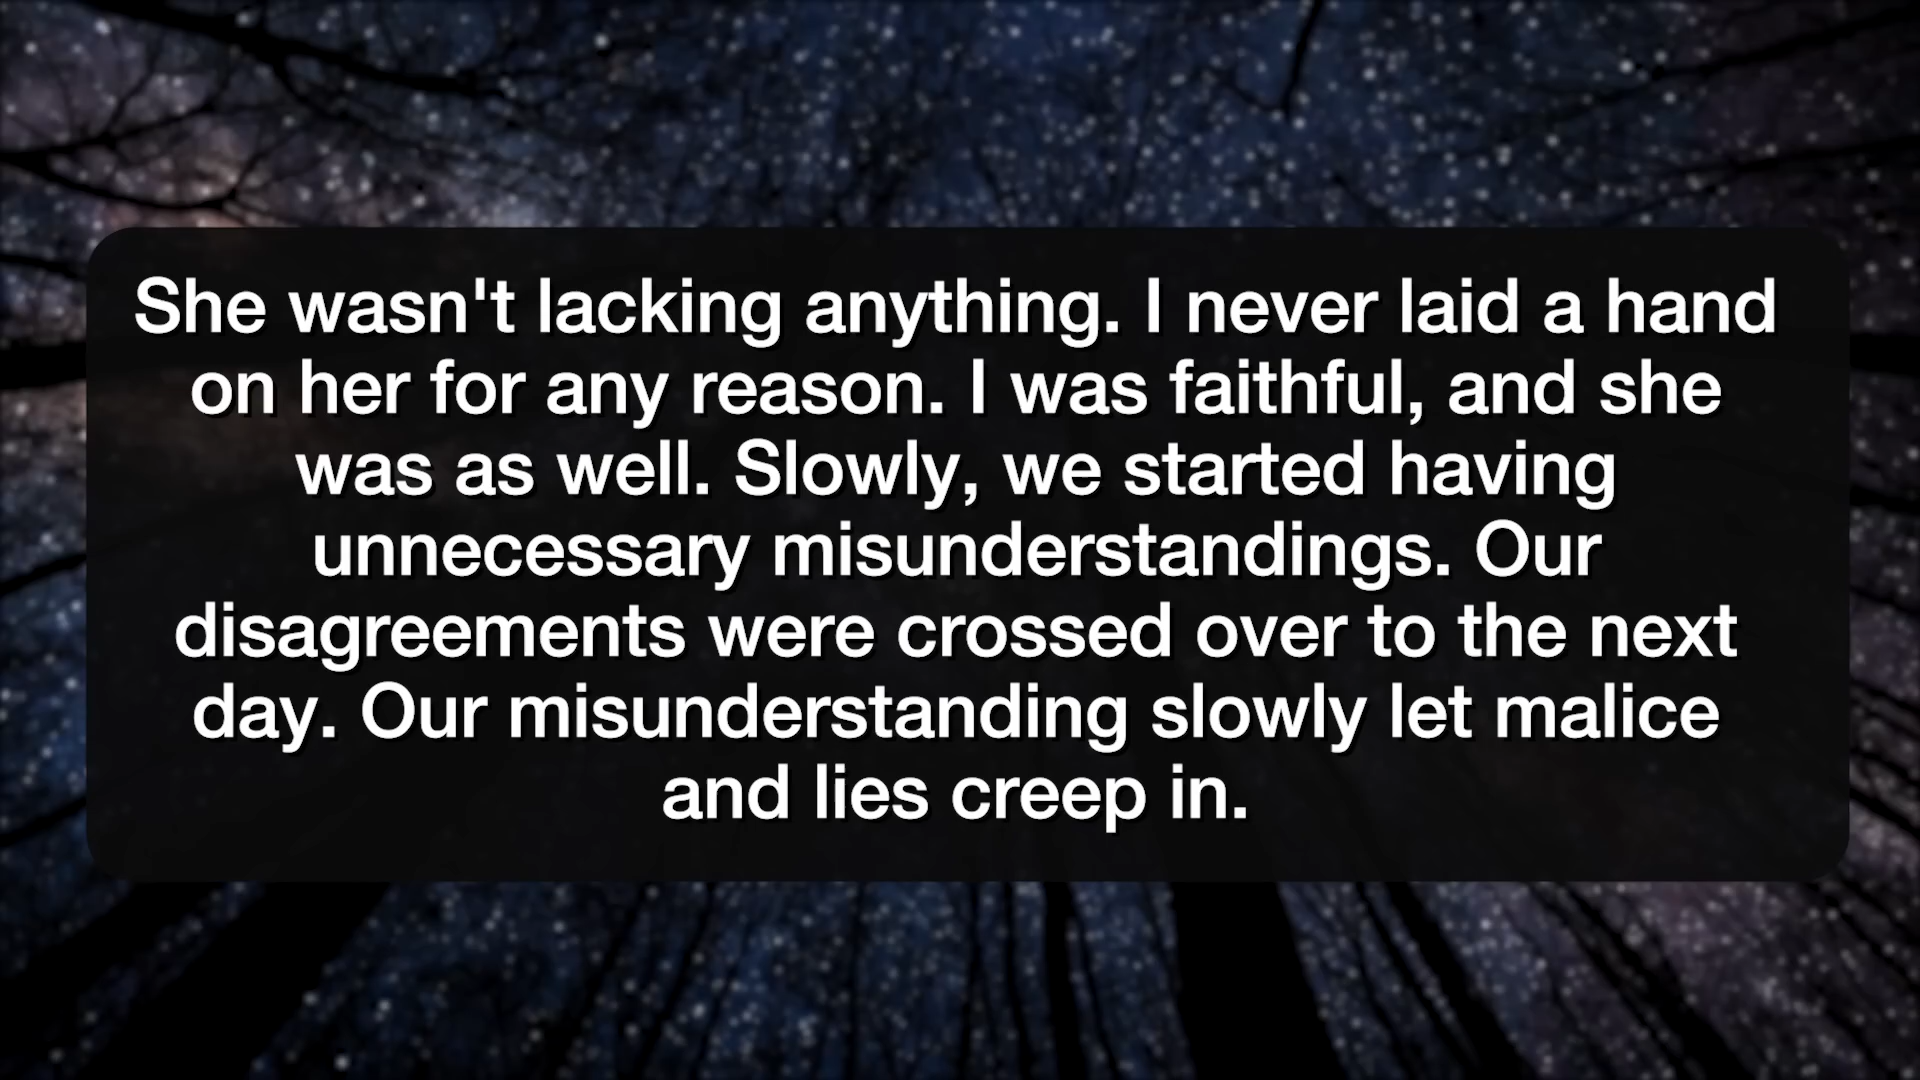 She wasn't lacking anything. I never laid a hand
on her for any reason. I was faithful, and she
was as well. Slowly, we started having
unnecessary misunderstandings. Our
disagreements were crossed over to the next
day. Our misunderstanding slowly let malice
and lies creep in.